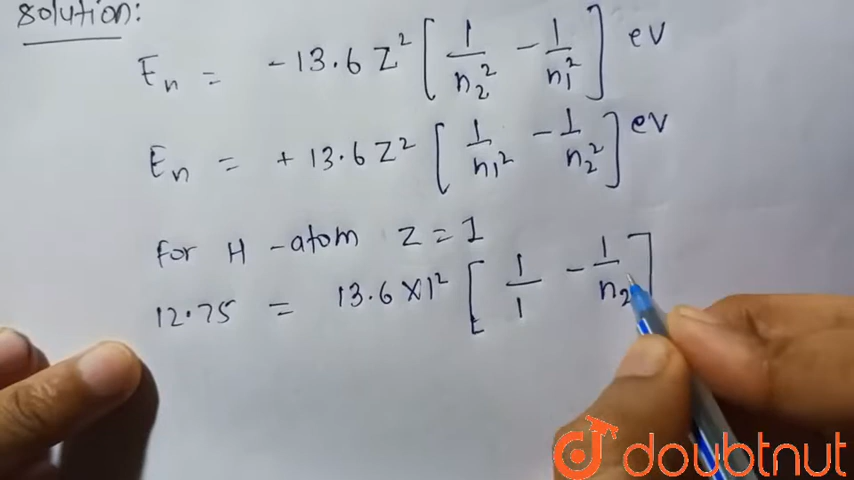 Solution:
En = -13.6 Z² [ 1/n₂² - 1/n₁² ] eV
En = + 13.6 Z² [ 1/n₁² - 1/n₂² ] eV
for H -atom Z = 1
12.75 = 13.6 X 1² [ 1/1 - 1/n₂ ]
doubtnut